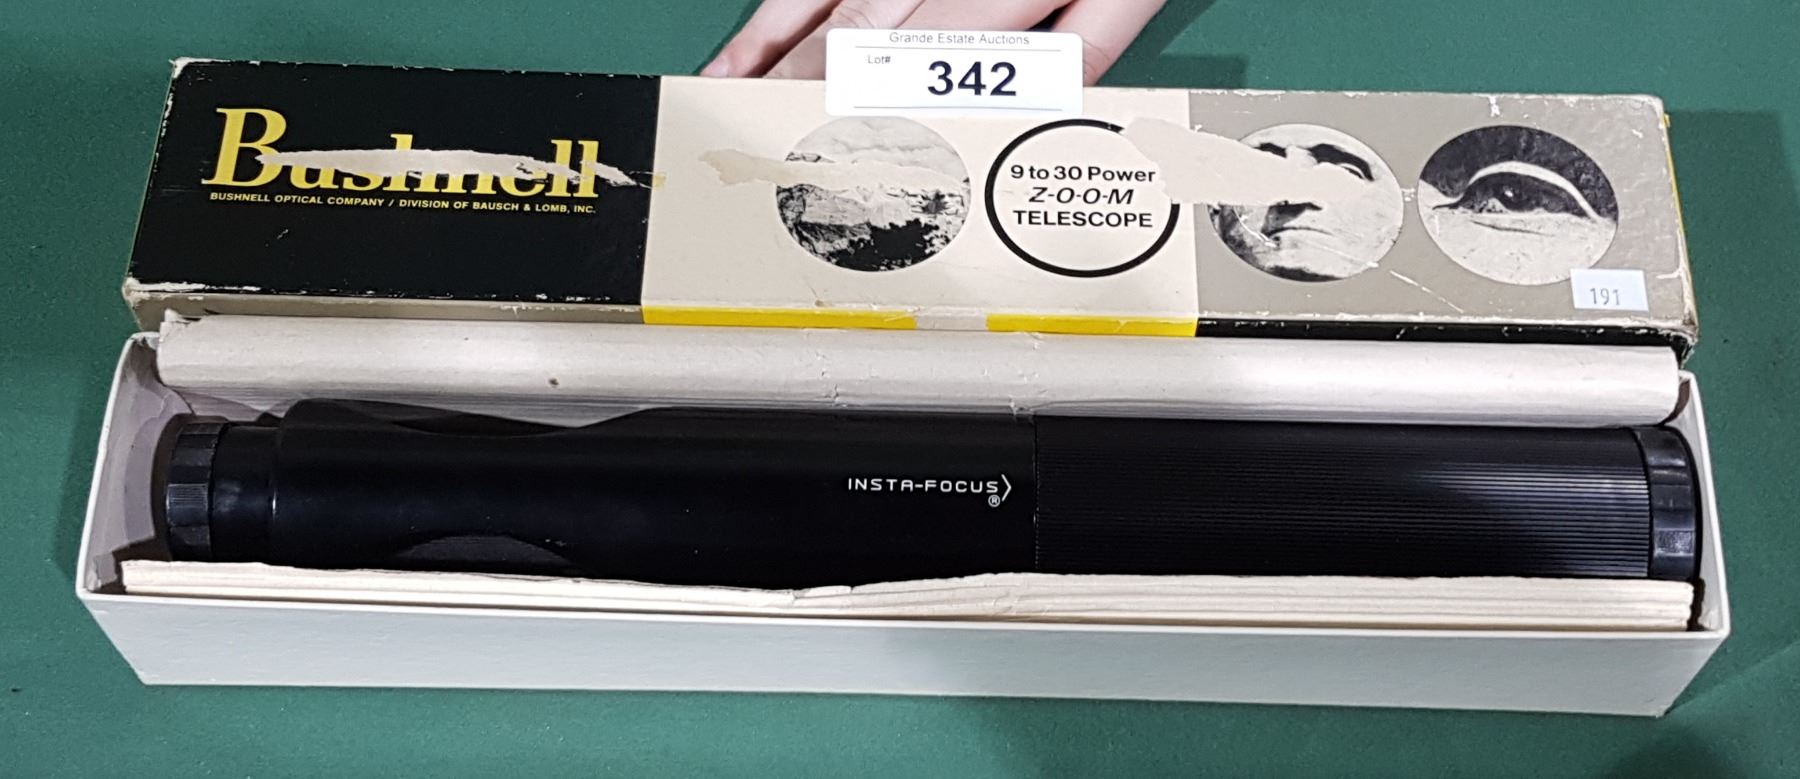 Grande Estate Auctions
Lot#
342
Bushnell
BUSHNELL OPTICAL COMPANY / DIVISION OF BAUSCH & LOMB, INC.
9 to 30 Power
Z-O-O-M
TELESCOPE
191
INSTA-FOCUS
®